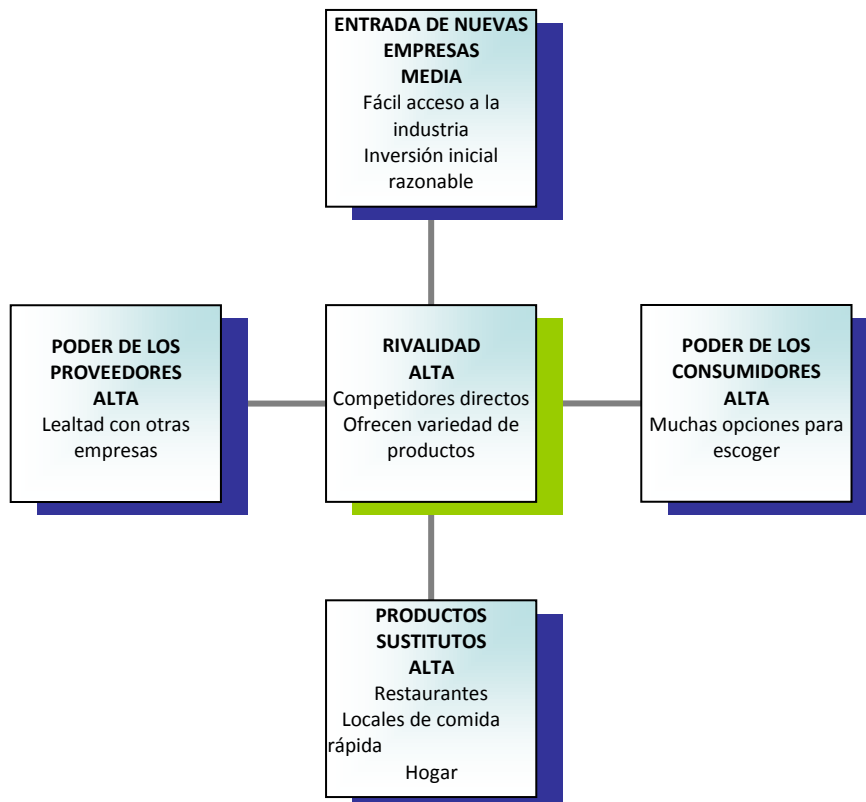 ENTRADA DE NUEVAS
EMPRESAS
MEDIA
Fácil acceso a la
industria
Inversión inicial
razonable
PODER DE LOS
PROVEEDORES
ALTA
Lealtad con otras
empresas
RIVALIDAD
ALTA
Competidores directos
Ofrecen variedad de
productos
PODER DE LOS
CONSUMIDORES
ALTA
Muchas opciones para
escoger
PRODUCTOS
SUSTITUTOS
ALTA
Restaurantes
Locales de comida
rápida
Hogar